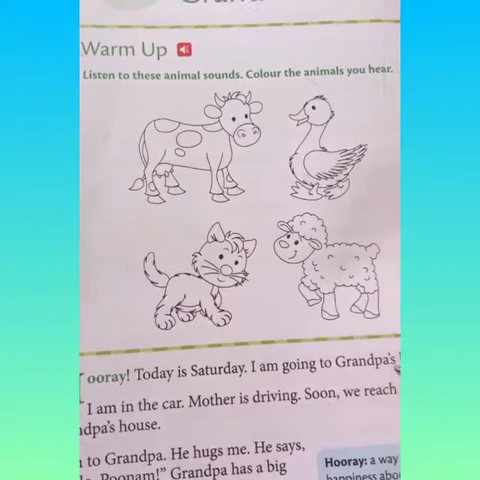 Warm Up
Listen to these animal sounds. Colour the animals you hear.
ooray! Today is Saturday. I am going to Grandpa's
I am in the car. Mother is driving. Soon, we reach
dpa's house.
to Grandpa. He hugs me. He says,
Poonam!" Grandpa has a big
Hooray: a way
happiness abo